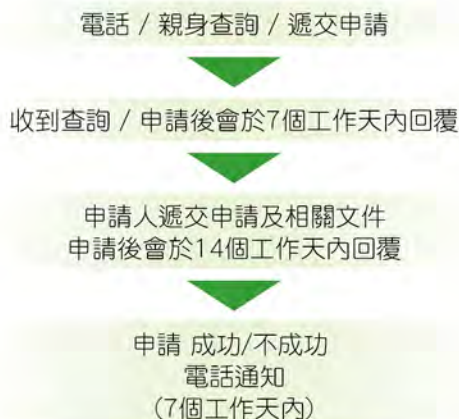 電話 / 親身查詢 / 遞交申請
收到查詢 / 申請後會於7個工作天內回覆
申請人遞交申請及相關文件
申請後會於14個工作天內回覆
申請 成功/不成功
電話通知
(7個工作天內)